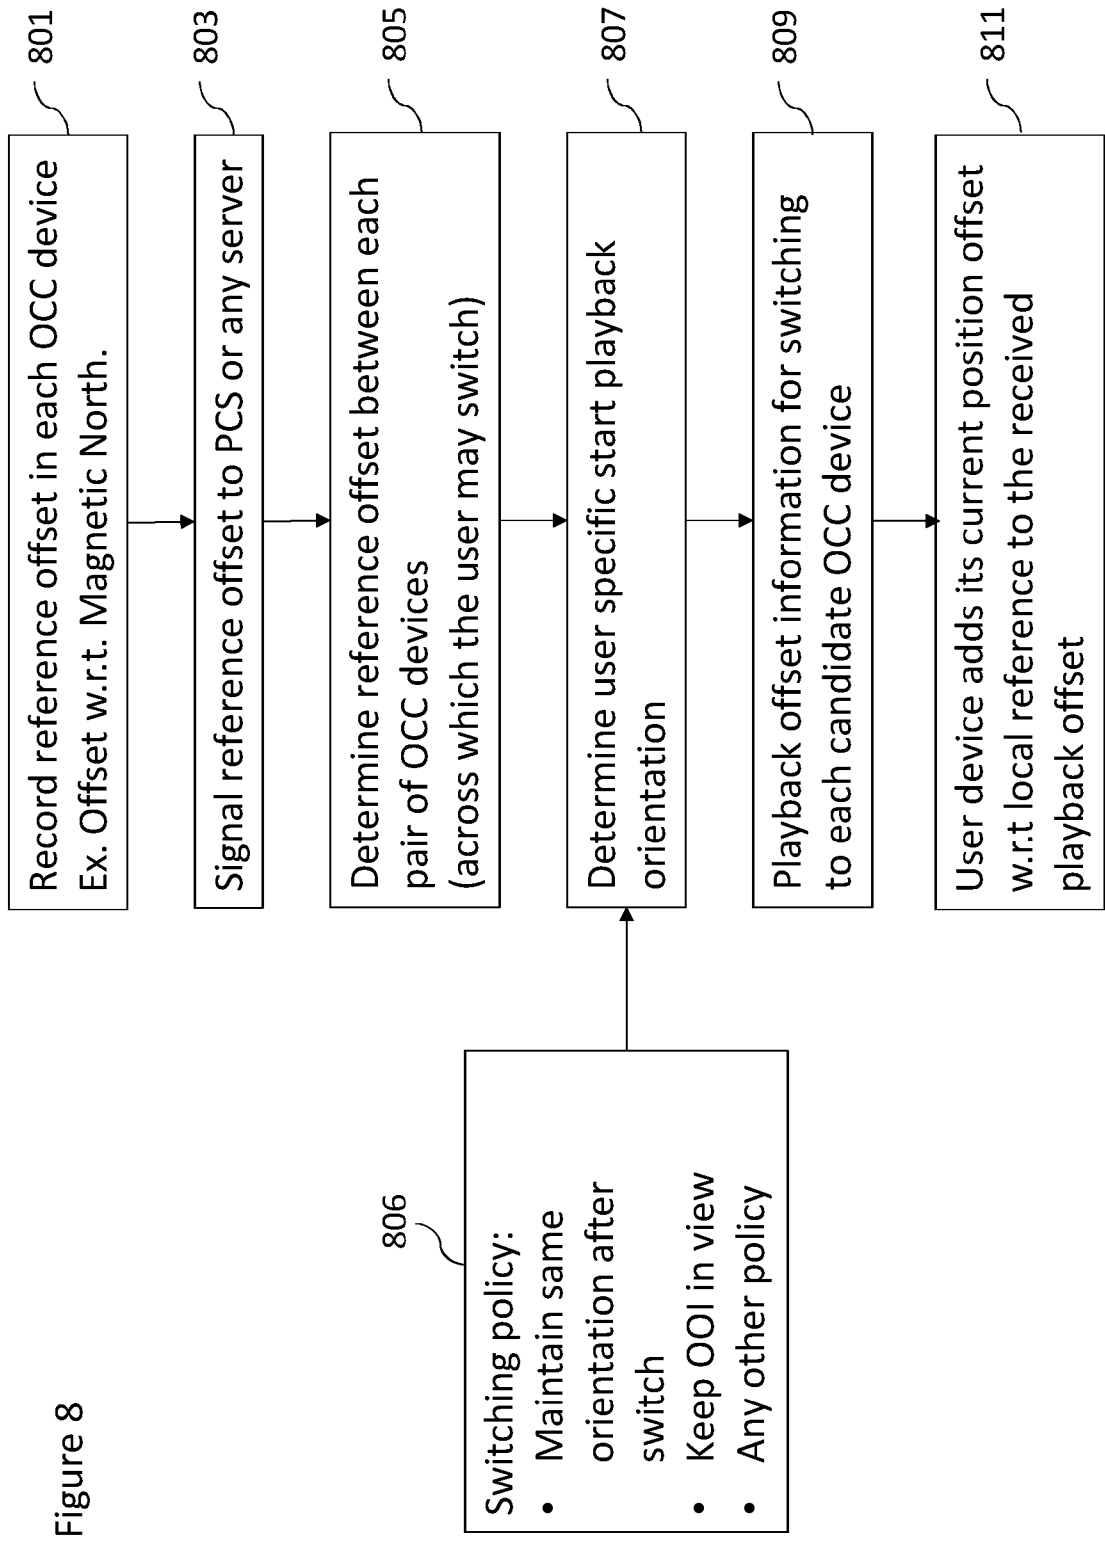 Figure 8
801
Record reference offset in each OCC device
Ex. Offset w.r.t. Magnetic North.
803
Signal reference offset to PCS or any server
805
Determine reference offset between each
pair of OCC devices
(across which the user may switch)
806
Switching policy:
• Maintain same
orientation after
switch
• Keep OOI in view
• Any other policy
807
Determine user specific start playback
orientation
809
Playback offset information for switching
to each candidate OCC device
811
User device adds its current position offset
w.r.t local reference to the received
playback offset